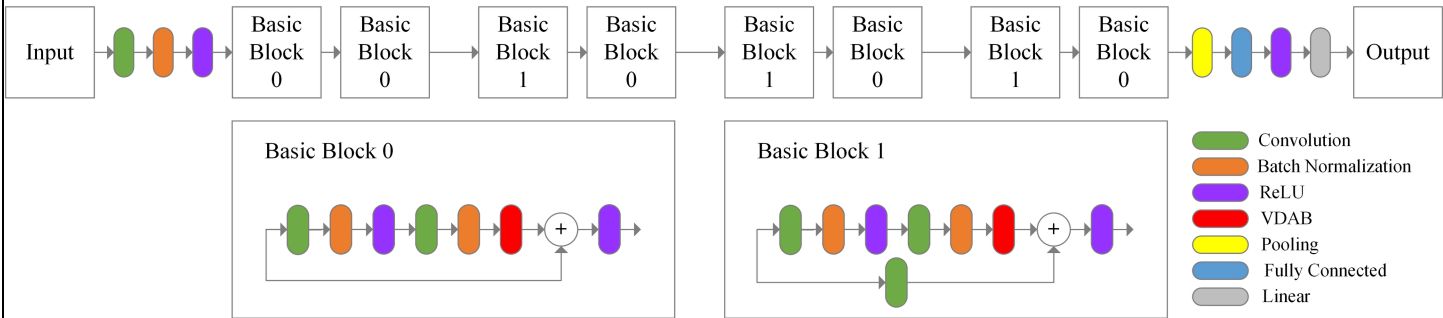 Input
Basic
Block
0
Basic
Block
0
Basic
Block
1
Basic
Block
0
Basic
Block
1
Basic
Block
0
Basic
Block
1
Basic
Block
0
Output
Basic Block 0
+
Basic Block 1
+
Convolution
Batch Normalization
ReLU
VDAB
Pooling
Fully Connected
Linear